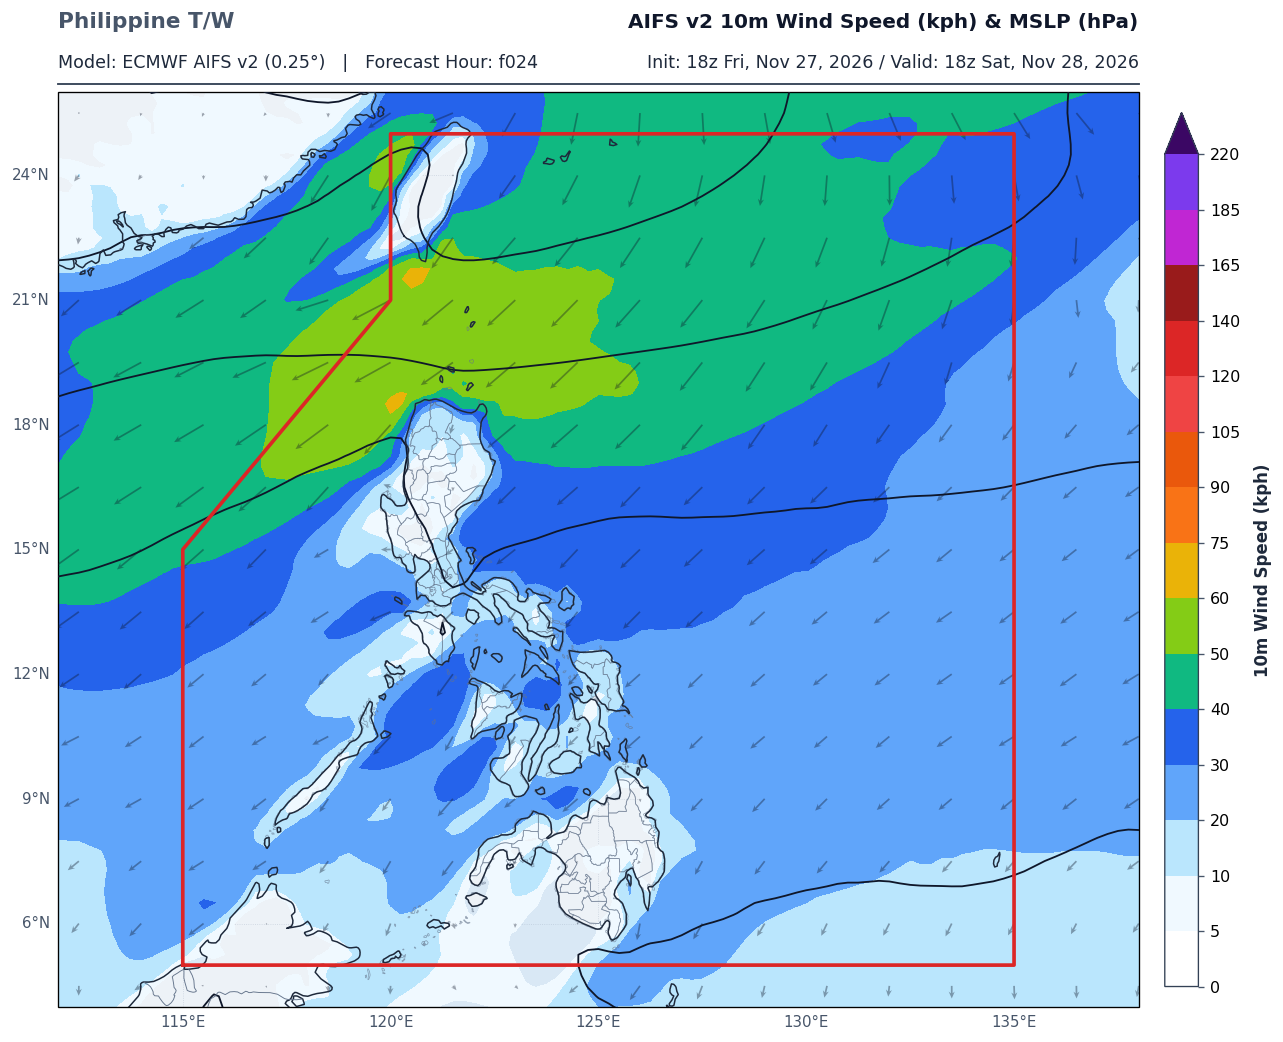 Philippine T/W
AIFS v2 10m Wind Speed (kph) & MSLP (hPa)
Model: ECMWF AIFS v2 (0.25°) | Forecast Hour: f024
Init: 18z Fri, Nov 27, 2026 / Valid: 18z Sat, Nov 28, 2026
24°N
21°N
18°N
15°N
12°N
9°N
6°N
115°E
120°E
125°E
130°E
135°E
220
185
165
140
120
105
90
75
60
50
40
30
20
10
5
0
10m Wind Speed (kph)